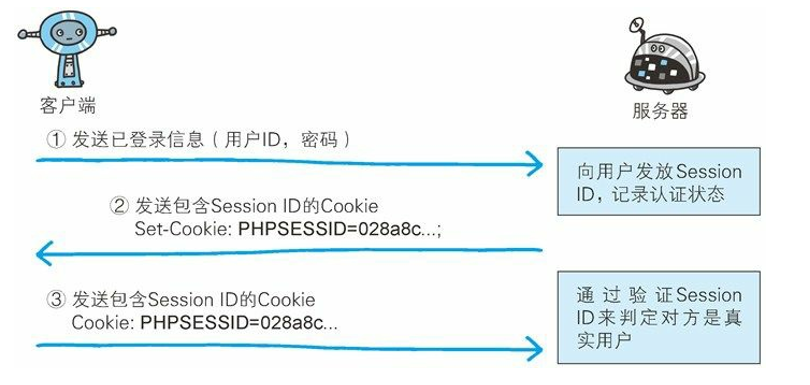 客户端
服务器
① 发送已登录信息（用户ID，密码）
向用户发放Session
ID，记录认证状态
② 发送包含Session ID的Cookie
Set-Cookie: PHPSESSID=028a8c…;
③ 发送包含Session ID的Cookie
Cookie: PHPSESSID=028a8c…
通过验证Session
ID来判定对方是真
实用户